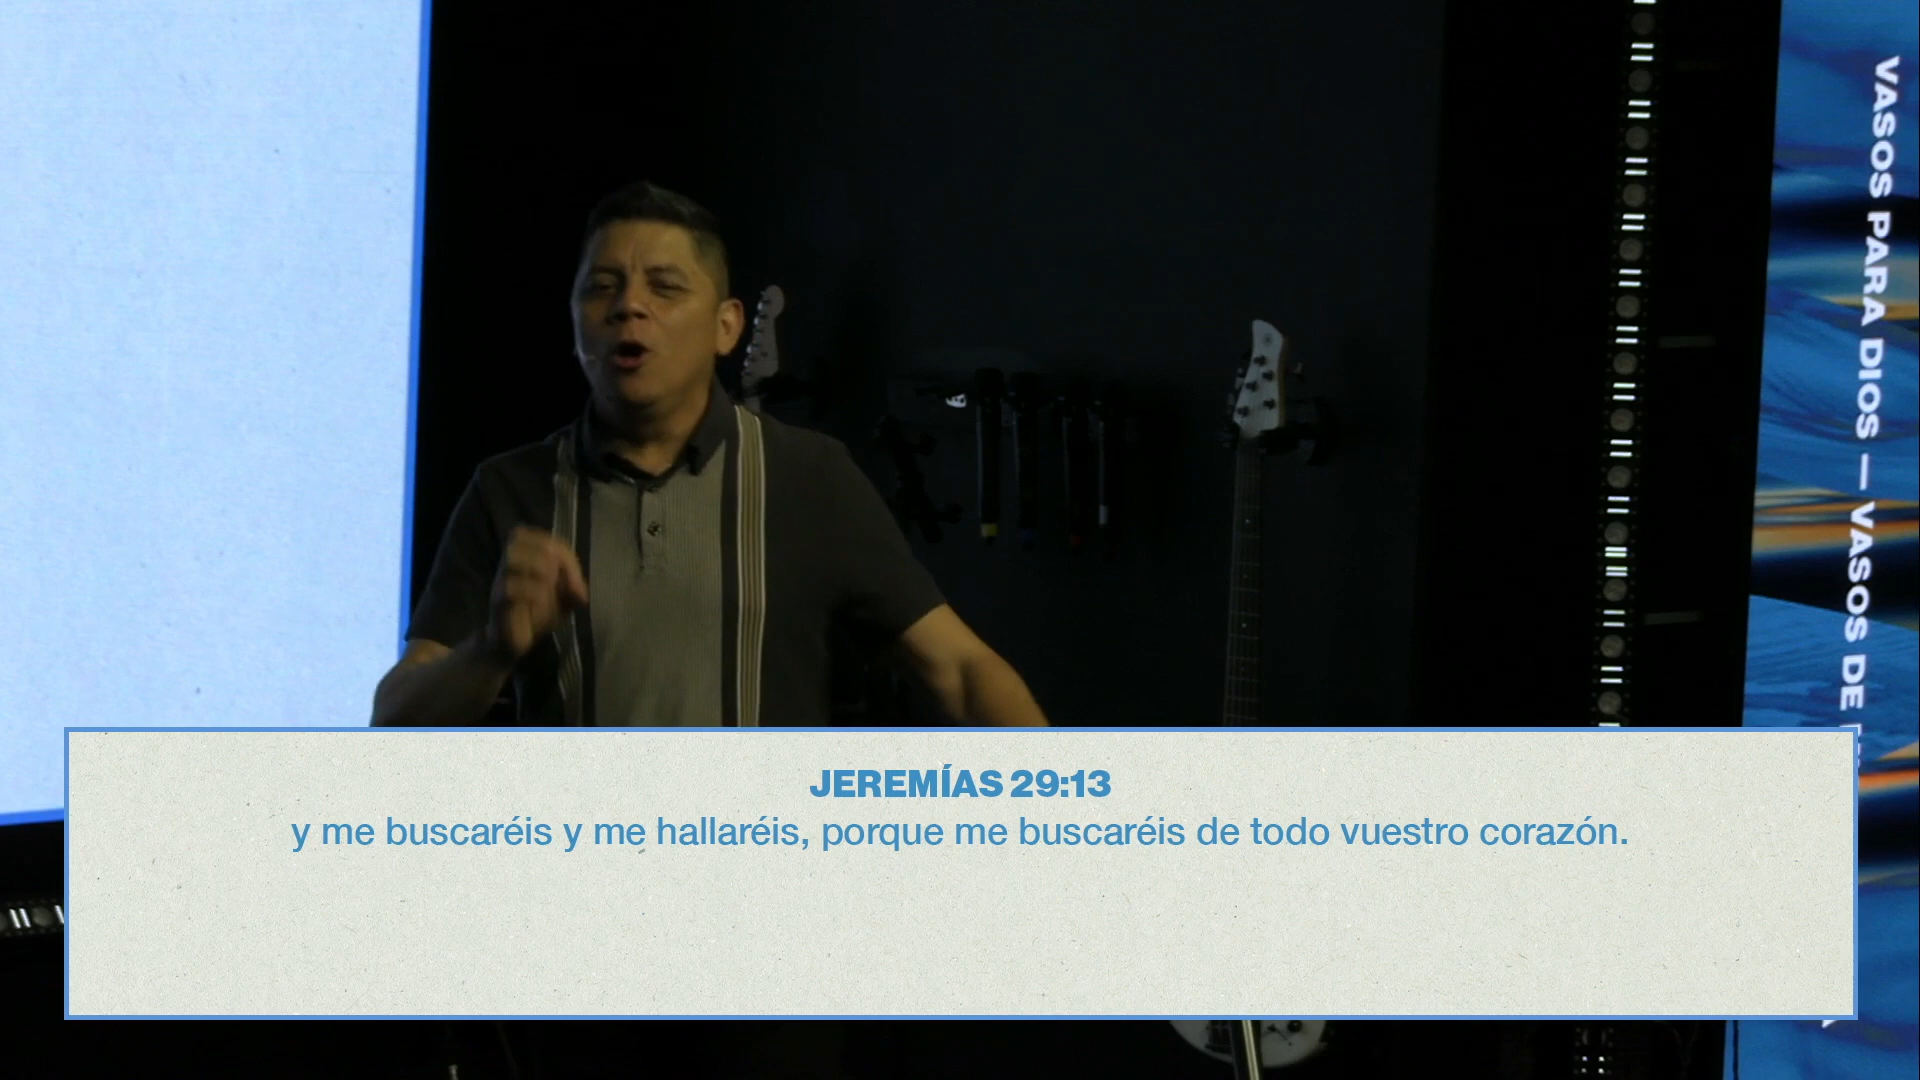 VASOS PARA DIOS — VASOS DE
JEREMÍAS 29:13
y me buscaréis y me hallaréis, porque me buscaréis de todo vuestro corazón.